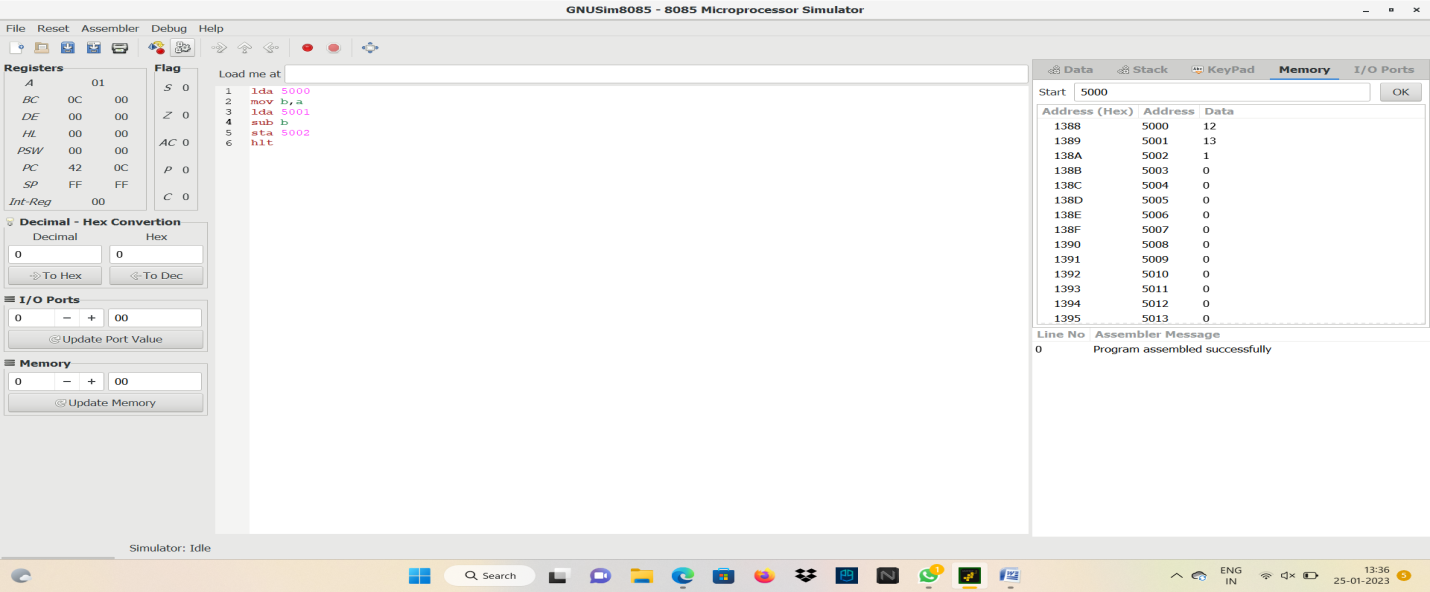 GNUSim8085 - 8085 Microprocessor Simulator
File Reset Assembler Debug Help
Registers
A 01
BC 0C 00
DE 00 00
HL 00 00
PSW 00 00
PC 42 0C
SP FF FF
Int-Reg 00
Flag
S 0
Z 0
AC 0
P 0
C 0
Decimal - Hex Convertion
Decimal Hex
0 0
To Hex To Dec
I/O Ports
0 − + 00
Update Port Value
Memory
0 − + 00
Update Memory
Load me at
1 lda 5000
2 mov b,a
3 lda 5001
4 sub b
5 sta 5002
6 hlt
Data Stack KeyPad Memory I/O Ports
Start 5000 OK
Address (Hex) Address Data
1388 5000 12
1389 5001 13
138A 5002 1
138B 5003 0
138C 5004 0
138D 5005 0
138E 5006 0
138F 5007 0
1390 5008 0
1391 5009 0
1392 5010 0
1393 5011 0
1394 5012 0
1395 5013 0
Line No Assembler Message
0 Program assembled successfully
Simulator: Idle
Search
1
ENG
IN
13:36
25-01-2023
5